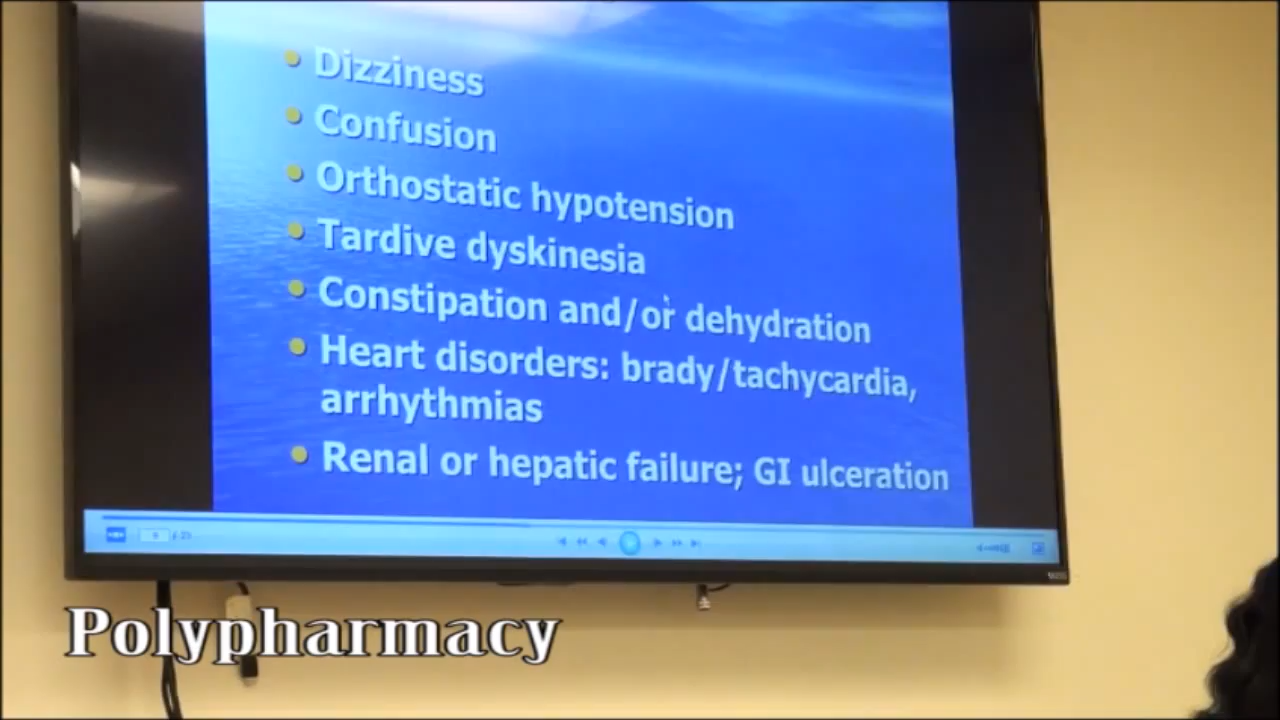 Dizziness
Confusion
Orthostatic hypotension
Tardive dyskinesia
Constipation and/or dehydration
Heart disorders: brady/tachycardia,
arrhythmias
Renal or hepatic failure; GI ulceration
Polypharmacy